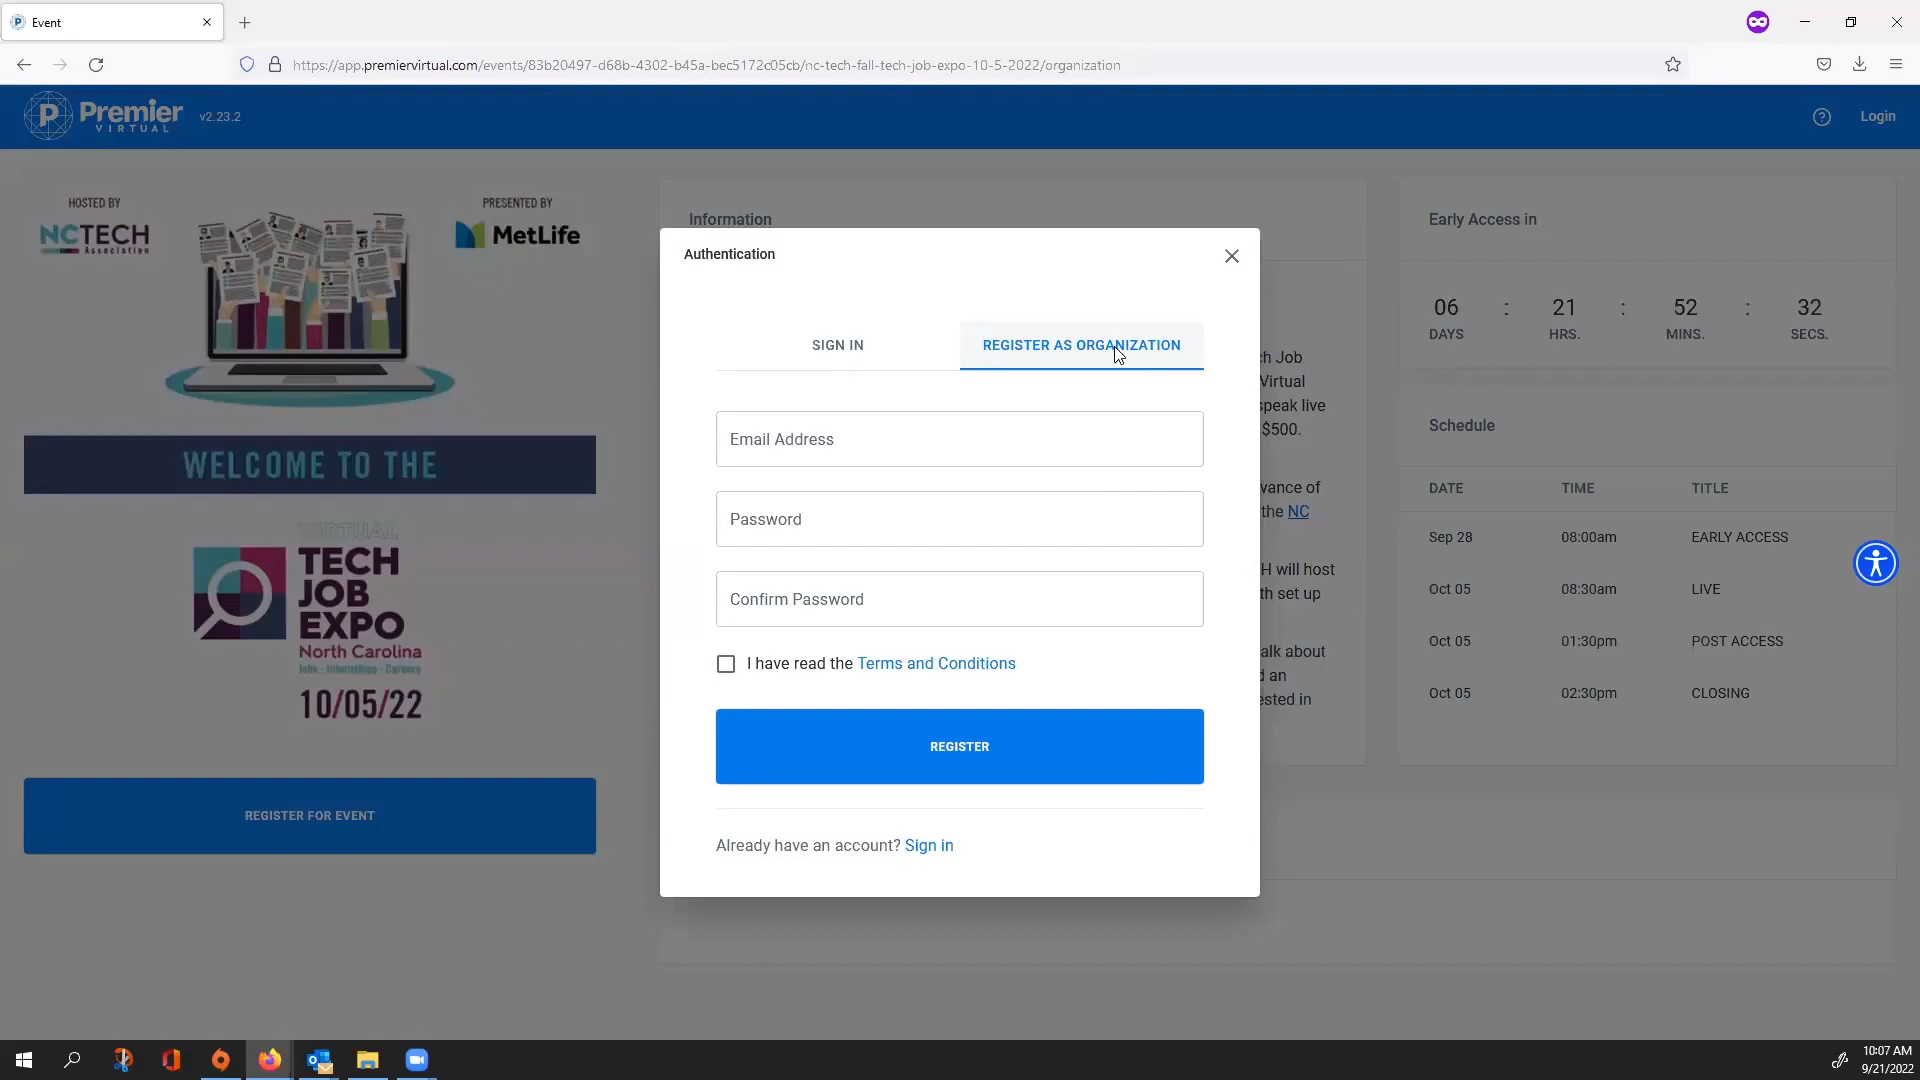 Event
https://app.premiervirtual.com/events/83b20497-d68b-4302-b45a-bec5172c05cb/nc-tech-fall-tech-job-expo-10-5-2022/organization
P Premier
VIRTUAL
v2.23.2
Login
HOSTED BY
NCTECH
Association
PRESENTED BY
MetLife
WELCOME TO THE
VIRTUAL
TECH
JOB
EXPO
North Carolina
Jobs - Internships - Careers
10/05/22
REGISTER FOR EVENT
Information
ch Job
Virtual
speak live
$500.
vance of
the NC
H will host
th set up
alk about
d an
ested in
Authentication
SIGN IN
REGISTER AS ORGANIZATION
Email Address
Password
Confirm Password
I have read the Terms and Conditions
REGISTER
Already have an account? Sign in
Early Access in
06 : 21 : 52 : 32
DAYS HRS. MINS. SECS.
Schedule
DATE TIME TITLE
Sep 28 08:00am EARLY ACCESS
Oct 05 08:30am LIVE
Oct 05 01:30pm POST ACCESS
Oct 05 02:30pm CLOSING
10:07 AM
9/21/2022